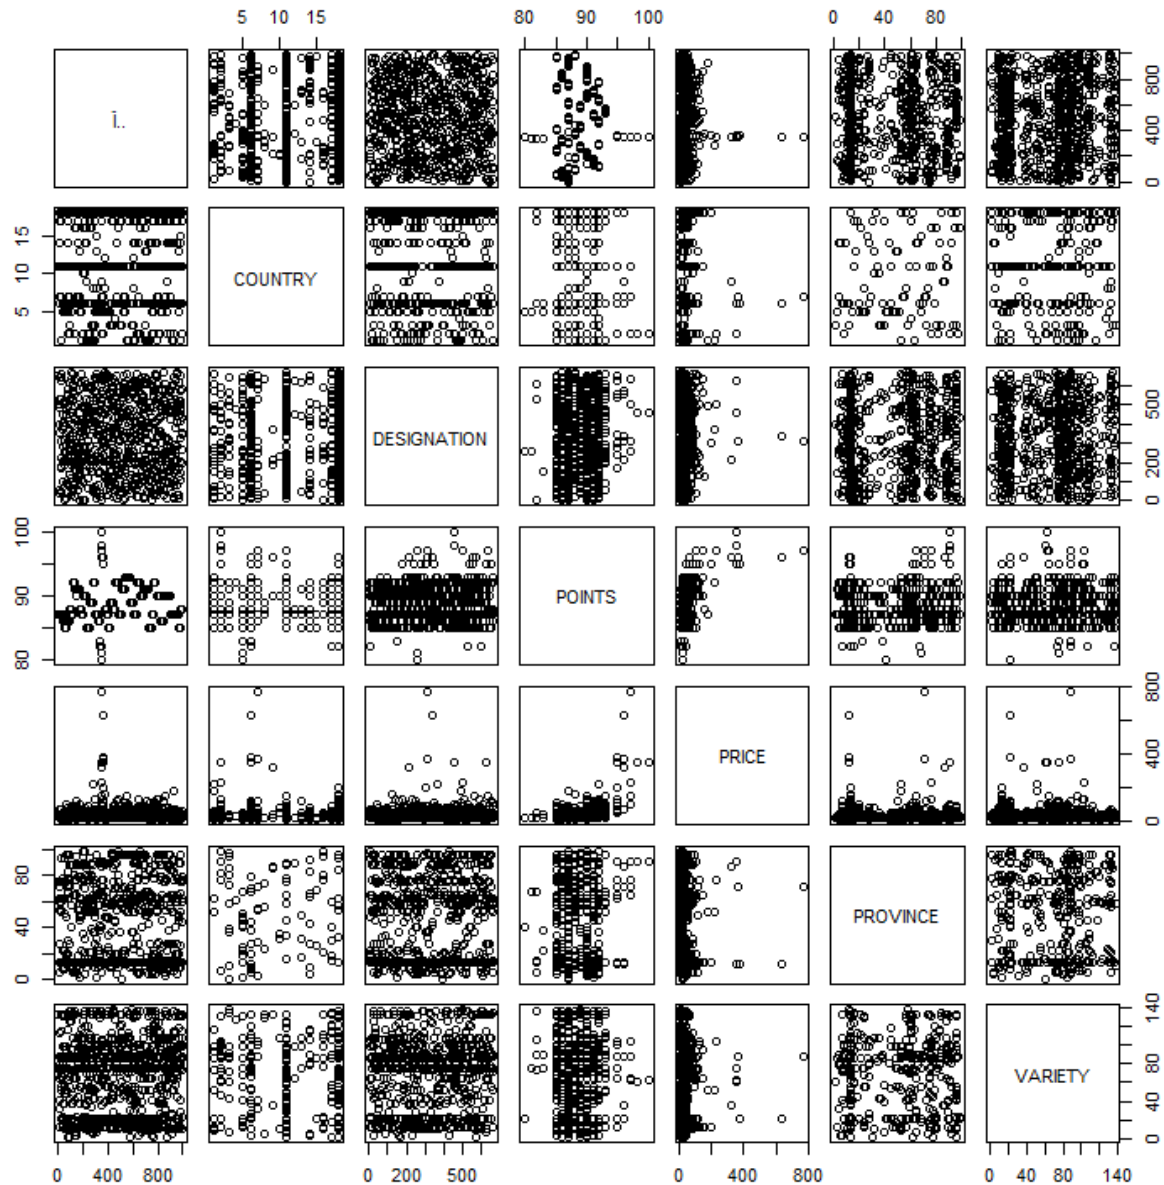 5 10 15 80 90 100 0 40 80
ï..
0 400 800
COUNTRY
5 10 15
DESIGNATION
0 200 500
POINTS
80 90 100
PRICE
0 400 800
PROVINCE
0 40 80
VARIETY
0 40 80 140
0 400 800 0 200 500 0 400 800 0 40 80 140